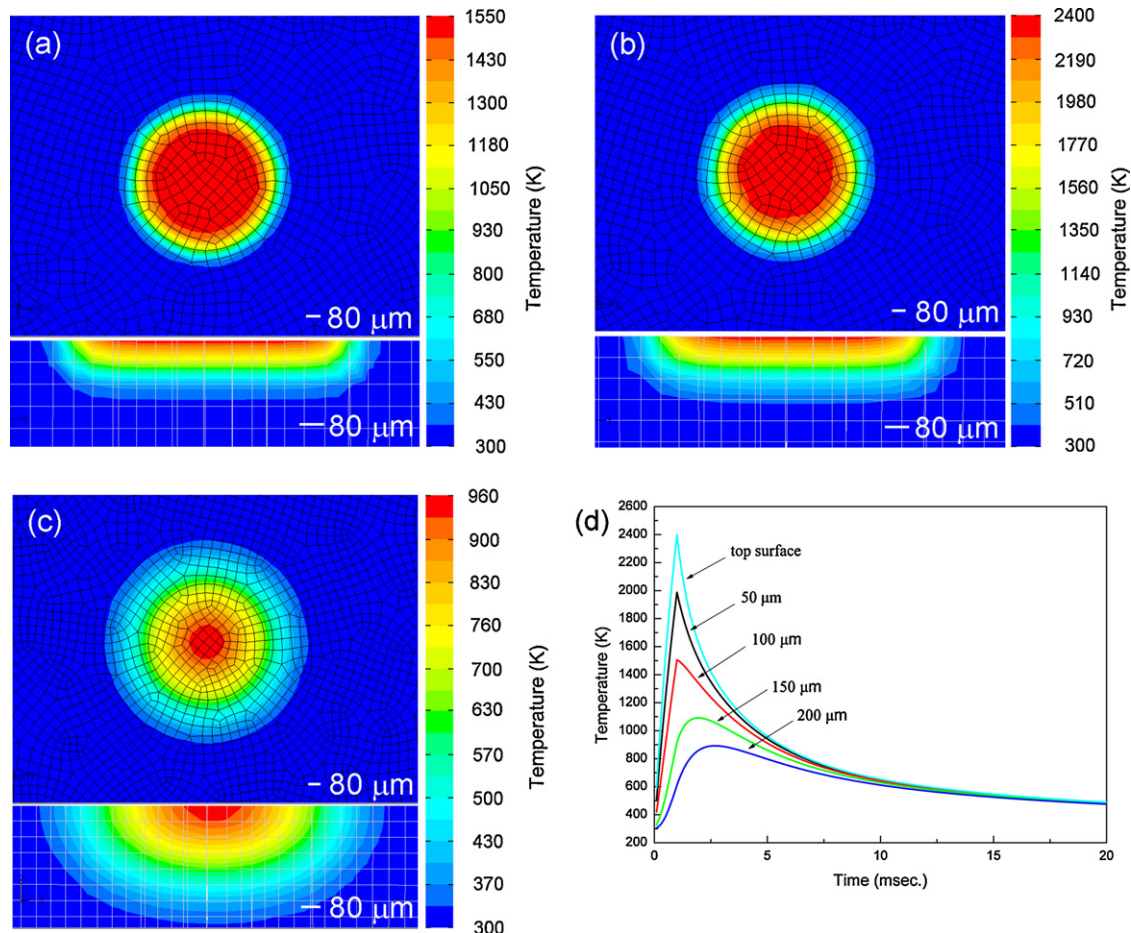 (a)
80 μm
80 μm
1550
1430
1300
1180
1050
930
800
680
550
430
300
Temperature (K)
(b)
80 μm
80 μm
2400
2190
1980
1770
1560
1350
1140
930
720
510
300
Temperature (K)
(c)
80 μm
80 μm
960
900
830
760
700
630
570
500
430
370
300
Temperature (K)
(d)
2600
2400
2200
2000
1800
1600
1400
1200
1000
800
600
400
200
Temperature (K)
top surface
50 μm
100 μm
150 μm
200 μm
0
5
10
15
20
Time (msec.)